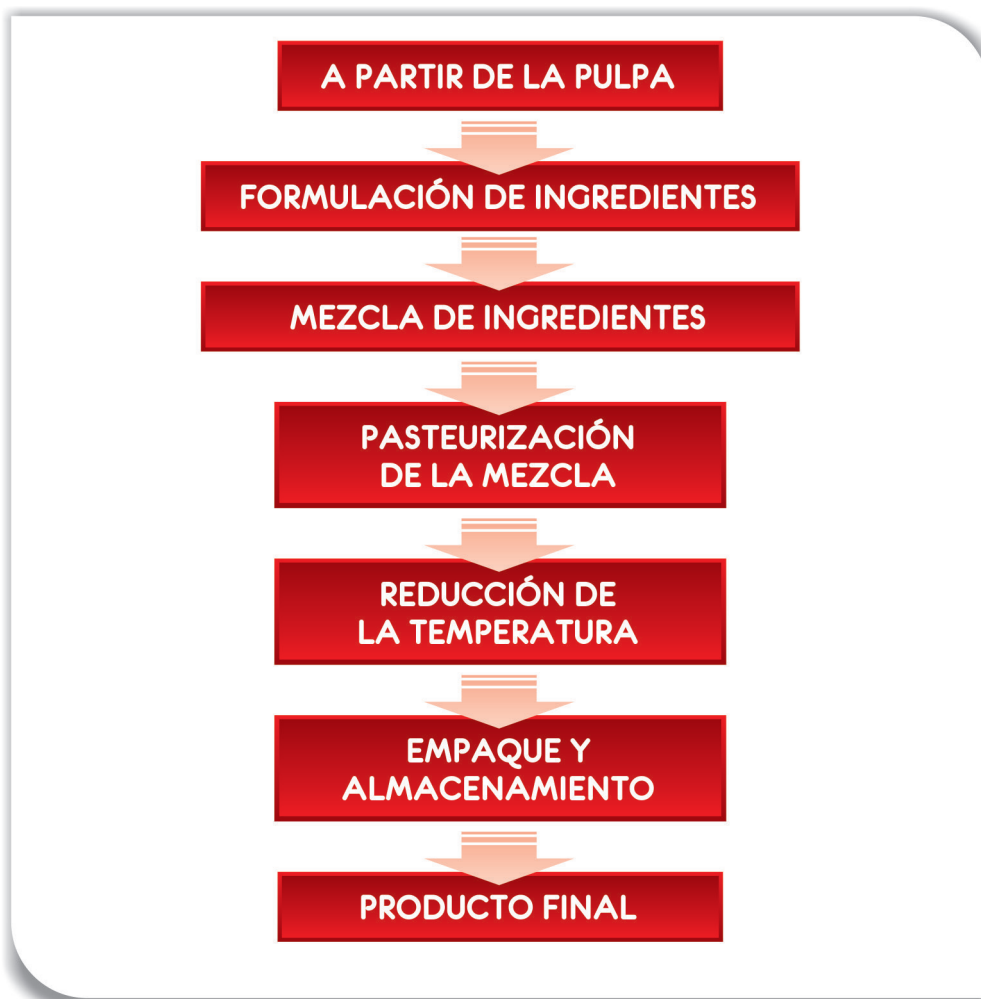 A PARTIR DE LA PULPA
FORMULACIÓN DE INGREDIENTES
MEZCLA DE INGREDIENTES
PASTEURIZACIÓN
DE LA MEZCLA
REDUCCIÓN DE
LA TEMPERATURA
EMPAQUE Y
ALMACENAMIENTO
PRODUCTO FINAL